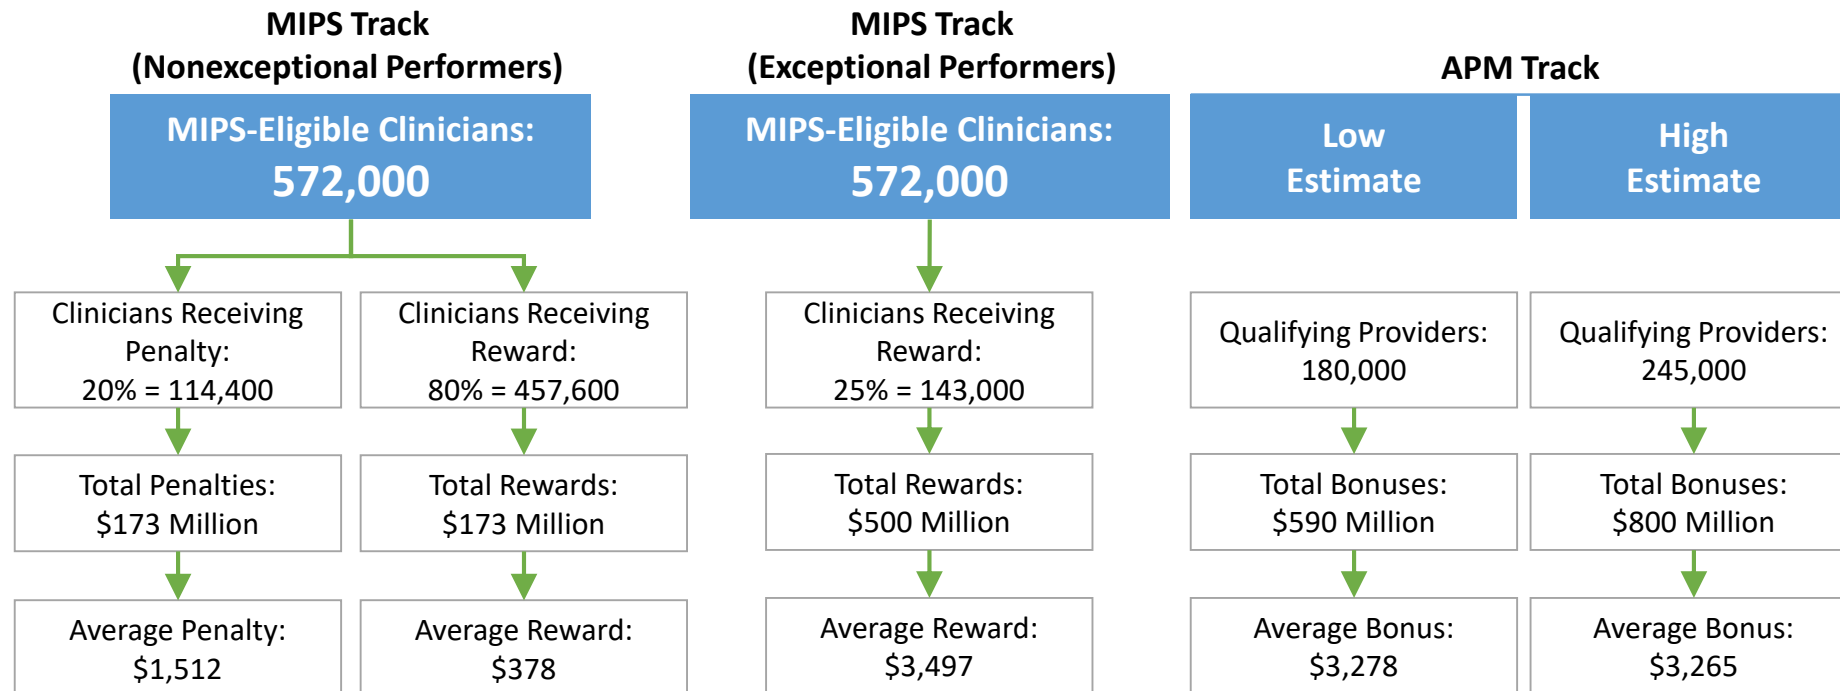 MIPS Track
(Nonexceptional Performers)
MIPS-Eligible Clinicians:
572,000
Clinicians Receiving
Penalty:
20% = 114,400
Clinicians Receiving
Reward:
80% = 457,600
Total Penalties:
$173 Million
Total Rewards:
$173 Million
Average Penalty:
$1,512
Average Reward:
$378
MIPS Track
(Exceptional Performers)
MIPS-Eligible Clinicians:
572,000
Clinicians Receiving
Reward:
25% = 143,000
Total Rewards:
$500 Million
Average Reward:
$3,497
APM Track
Low
Estimate
Qualifying Providers:
180,000
Total Bonuses:
$590 Million
Average Bonus:
$3,278
High
Estimate
Qualifying Providers:
245,000
Total Bonuses:
$800 Million
Average Bonus:
$3,265